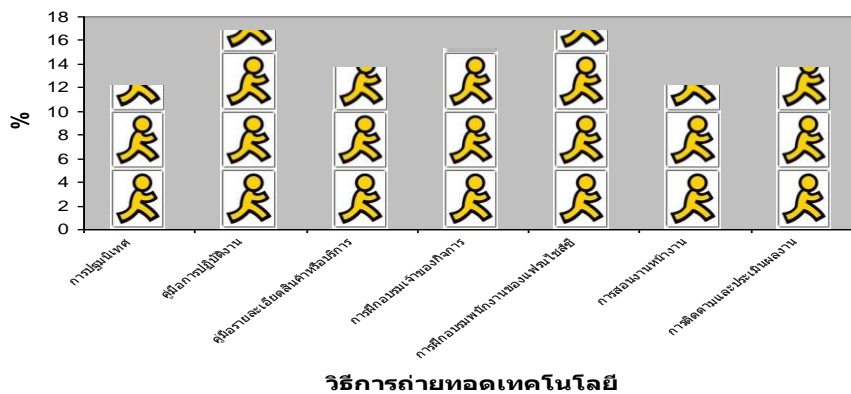 18
16
14
12
10
8
6
4
2
0
%
การปฐมนิเทศ
คู่มือการปฏิบัติงาน
คู่มือรายละเอียดสินค้าหรือบริการ
การฝึกอบรมเจ้าของกิจการ
การฝึกอบรมพนักงานของแฟรนไชส์ซี
การสอนงานหน้างาน
การติดตามและประเมินผลงาน
วิธีการถ่ายทอดเทคโนโลยี